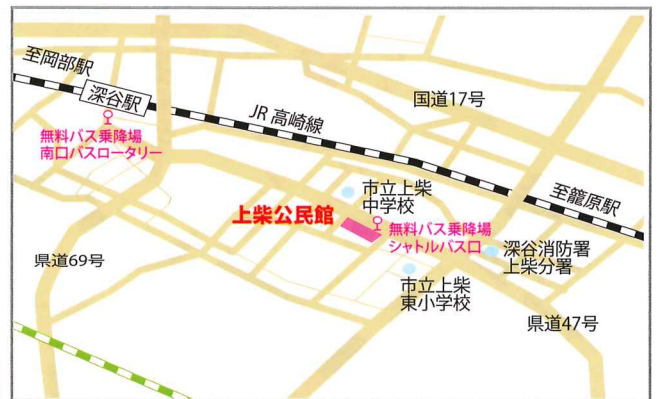 至岡部駅
深谷駅
無料バス乗降場
南口バスロータリー
JR 高崎線
国道17号
至籠原駅
市立上柴
中学校
上柴公民館
無料バス乗降場
シャトルバス口
深谷消防署
上柴分署
市立上柴
東小学校
県道69号
県道47号